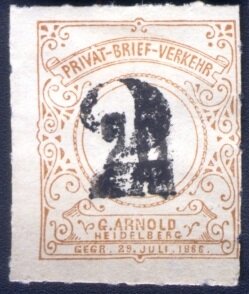 PRIVAT-BRIEF-VERKEHR
2
G. ARNOLD
HEIDELBERG
GEGR. 29. JULI. 1886.